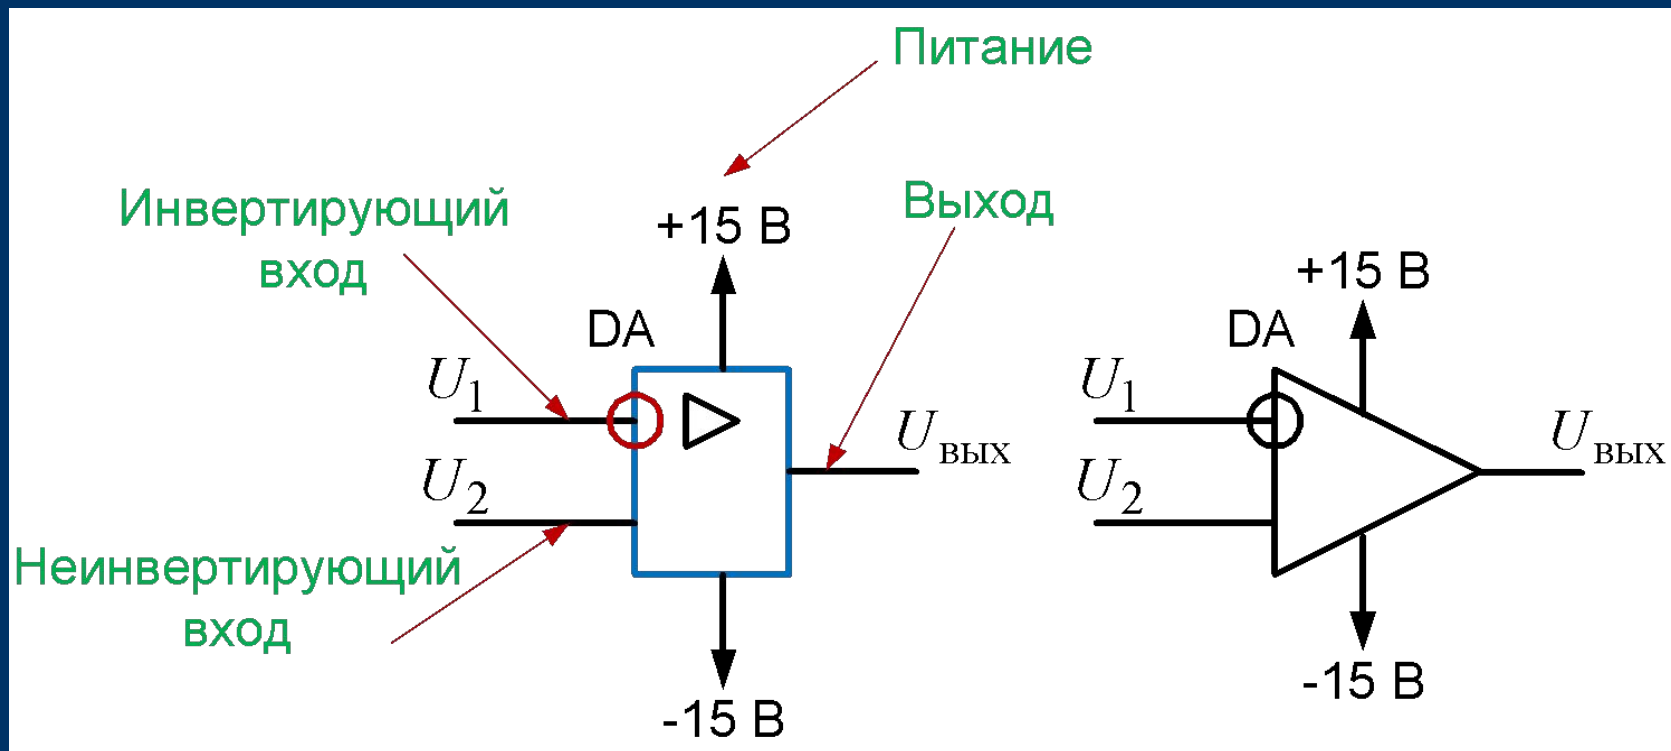 Питание
Инвертирующий
вход
+15 В
Выход
DA
U1
U2
Uвых
Неинвертирующий
вход
-15 В
+15 В
DA
U1
U2
Uвых
-15 В